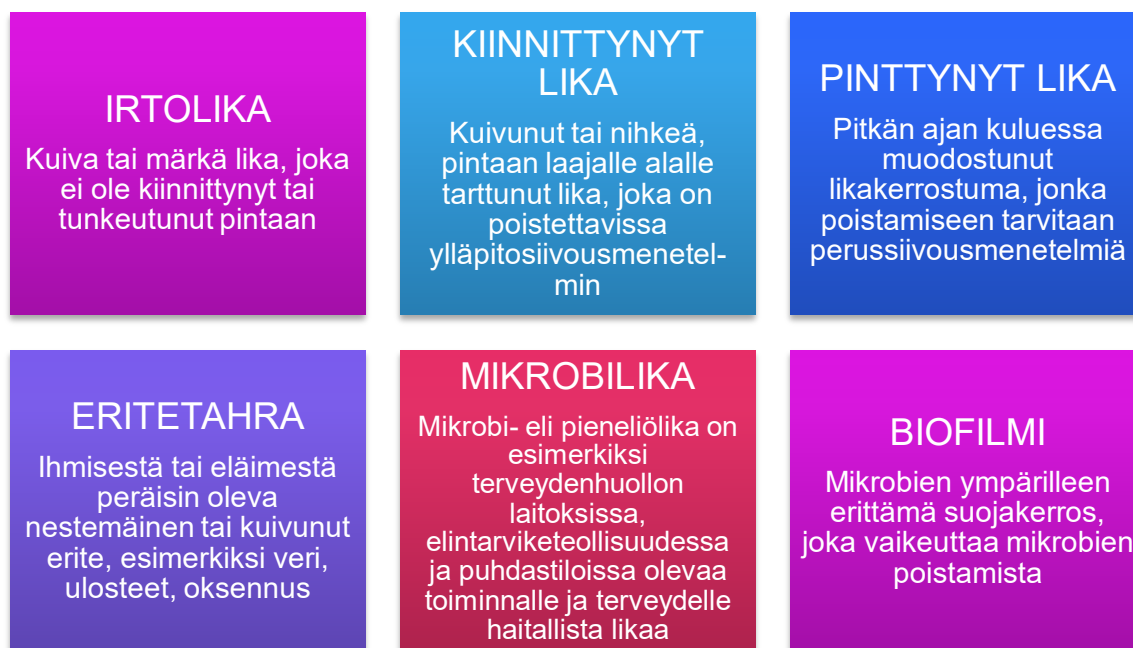 IRTOLIKA
Kuiva tai märkä lika, joka
ei ole kiinnittynyt tai
tunkeutunut pintaan
KIINNITTYNYT
LIKA
Kuivunut tai nihkeä,
pintaan laajalle alalle
tarttunut lika, joka on
poistettavissa
ylläpitosiivousmenetel-
min
PINTTYNYT LIKA
Pitkän ajan kuluessa
muodostunut
likakerrostuma, jonka
poistamiseen tarvitaan
perussiivousmenetelmiä
ERITETAHRA
Ihmisestä tai eläimestä
peräisin oleva
nestemäinen tai kuivunut
erite, esimerkiksi veri,
ulosteet, oksennus
MIKROBILIKA
Mikrobi- eli pieneliölika on
esimerkiksi
terveydenhuollon
laitoksissa,
elintarviketeollisuudessa
ja puhdastiloissa olevaa
toiminnalle ja terveydelle
haitallista likaa
BIOFILMI
Mikrobien ympärilleen
erittämä suojakerros,
joka vaikeuttaa mikrobien
poistamista